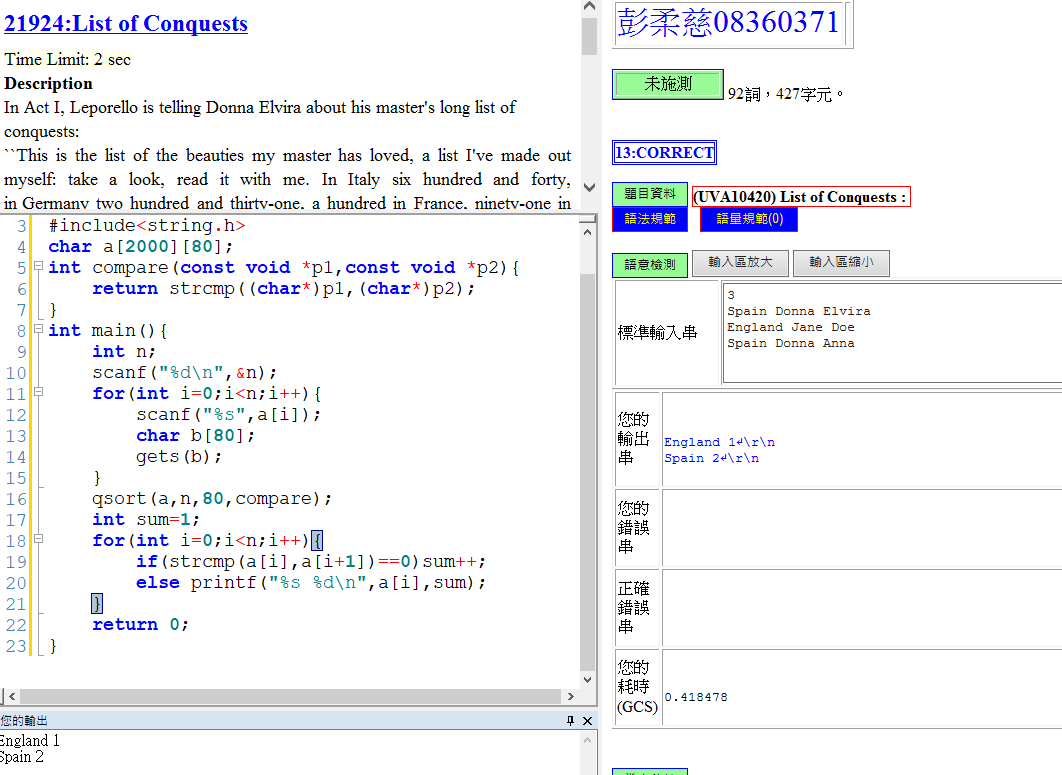 21924:List of Conquests
Time Limit: 2 sec
Description
In Act I, Leporello is telling Donna Elvira about his master's long list of
conquests:
``This is the list of the beauties my master has loved, a list I've made out
myself: take a look, read it with me. In Italy six hundred and forty,
in Germany two hundred and thirty-one, a hundred in France, ninety-one in
3 #include<string.h>
4 char a[2000][80];
5 int compare(const void *p1,const void *p2){
6 return strcmp((char*)p1,(char*)p2);
7 }
8 int main(){
9 int n;
10 scanf("%d\n",&n);
11 for(int i=0;i<n;i++){
12 scanf("%s",a[i]);
13 char b[80];
14 gets(b);
15 }
16 qsort(a,n,80,compare);
17 int sum=1;
18 for(int i=0;i<n;i++){
19 if(strcmp(a[i],a[i+1])==0)sum++;
20 else printf("%s %d\n",a[i],sum);
21 }
22 return 0;
23 }
您的輸出
England 1
Spain 2
彭柔慈08360371
未施測 92詞，427字元。
13:CORRECT
題目資料 (UVA10420) List of Conquests :
語法規範 語量規範(0)
語意檢測 輸入區放大 輸入區縮小
標準輸入串
3
Spain Donna Elvira
England Jane Doe
Spain Donna Anna
您的
輸出
串
England 1↵\r\n
Spain 2↵\r\n
您的
錯誤
串
正確
錯誤
串
您的
耗時
(GCS)
0.418478